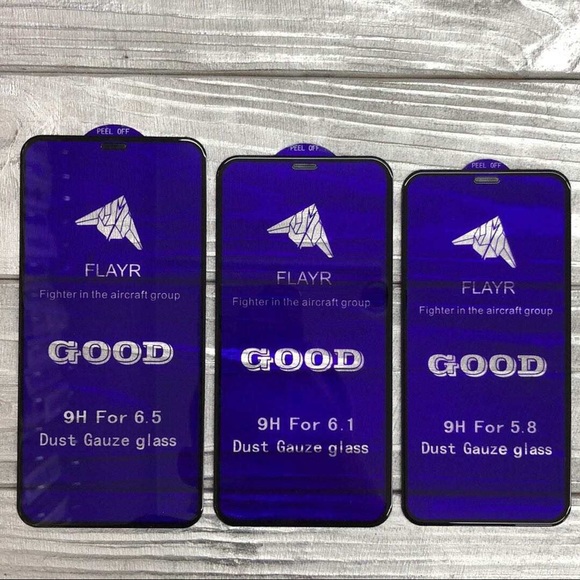 PEEL OFF
FLAYR
Fighter in the aircraft group
GOOD
9H For 6.5
Dust Gauze glass
PEEL OFF
FLAYR
Fighter in the aircraft group
GOOD
9H For 6.1
Dust Gauze glass
PEEL OFF
FLAYR
Fighter in the aircraft group
GOOD
9H For 5.8
Dust Gauze glass